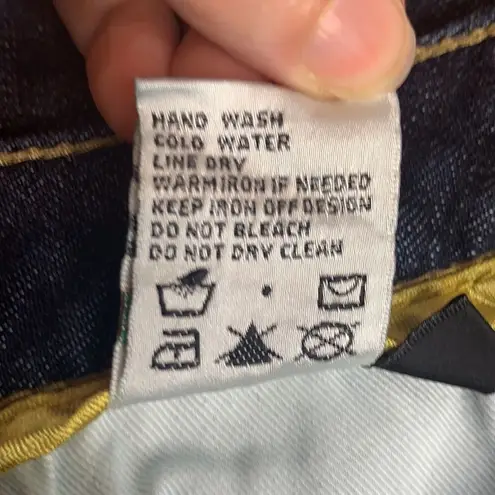 HAND WASH
COLD WATER
LINE DRY
WARM IRON IF NEEDED
KEEP IRON OFF DESIGN
DO NOT BLEACH
DO NOT DRY CLEAN